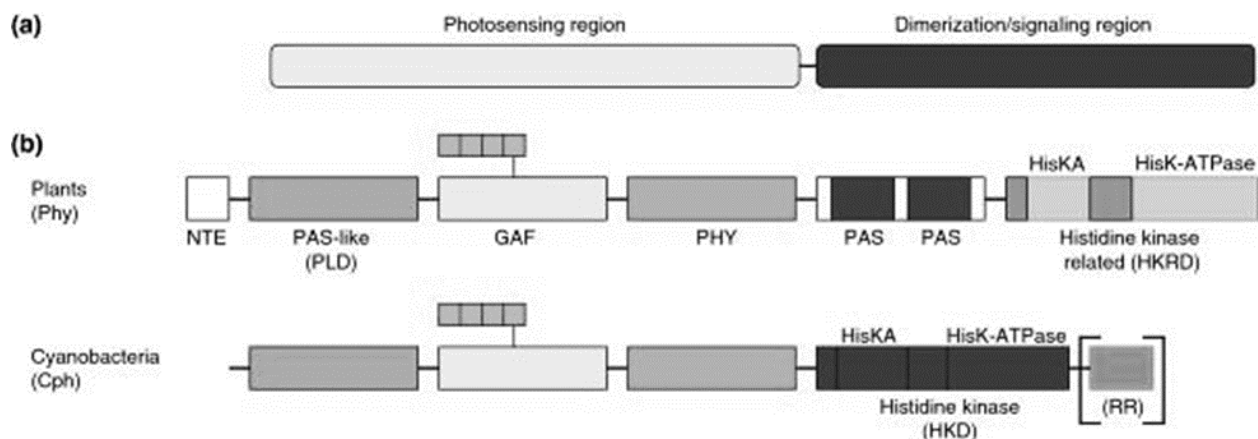 (a)
Photosensing region
Dimerization/signaling region
(b)
Plants
(Phy)
HisKA
HisK-ATPase
NTE
PAS-like
(PLD)
GAF
PHY
PAS
PAS
Histidine kinase
related (HKRD)
Cyanobacteria
(Cph)
HisKA
HisK-ATPase
Histidine kinase
(HKD)
(RR)